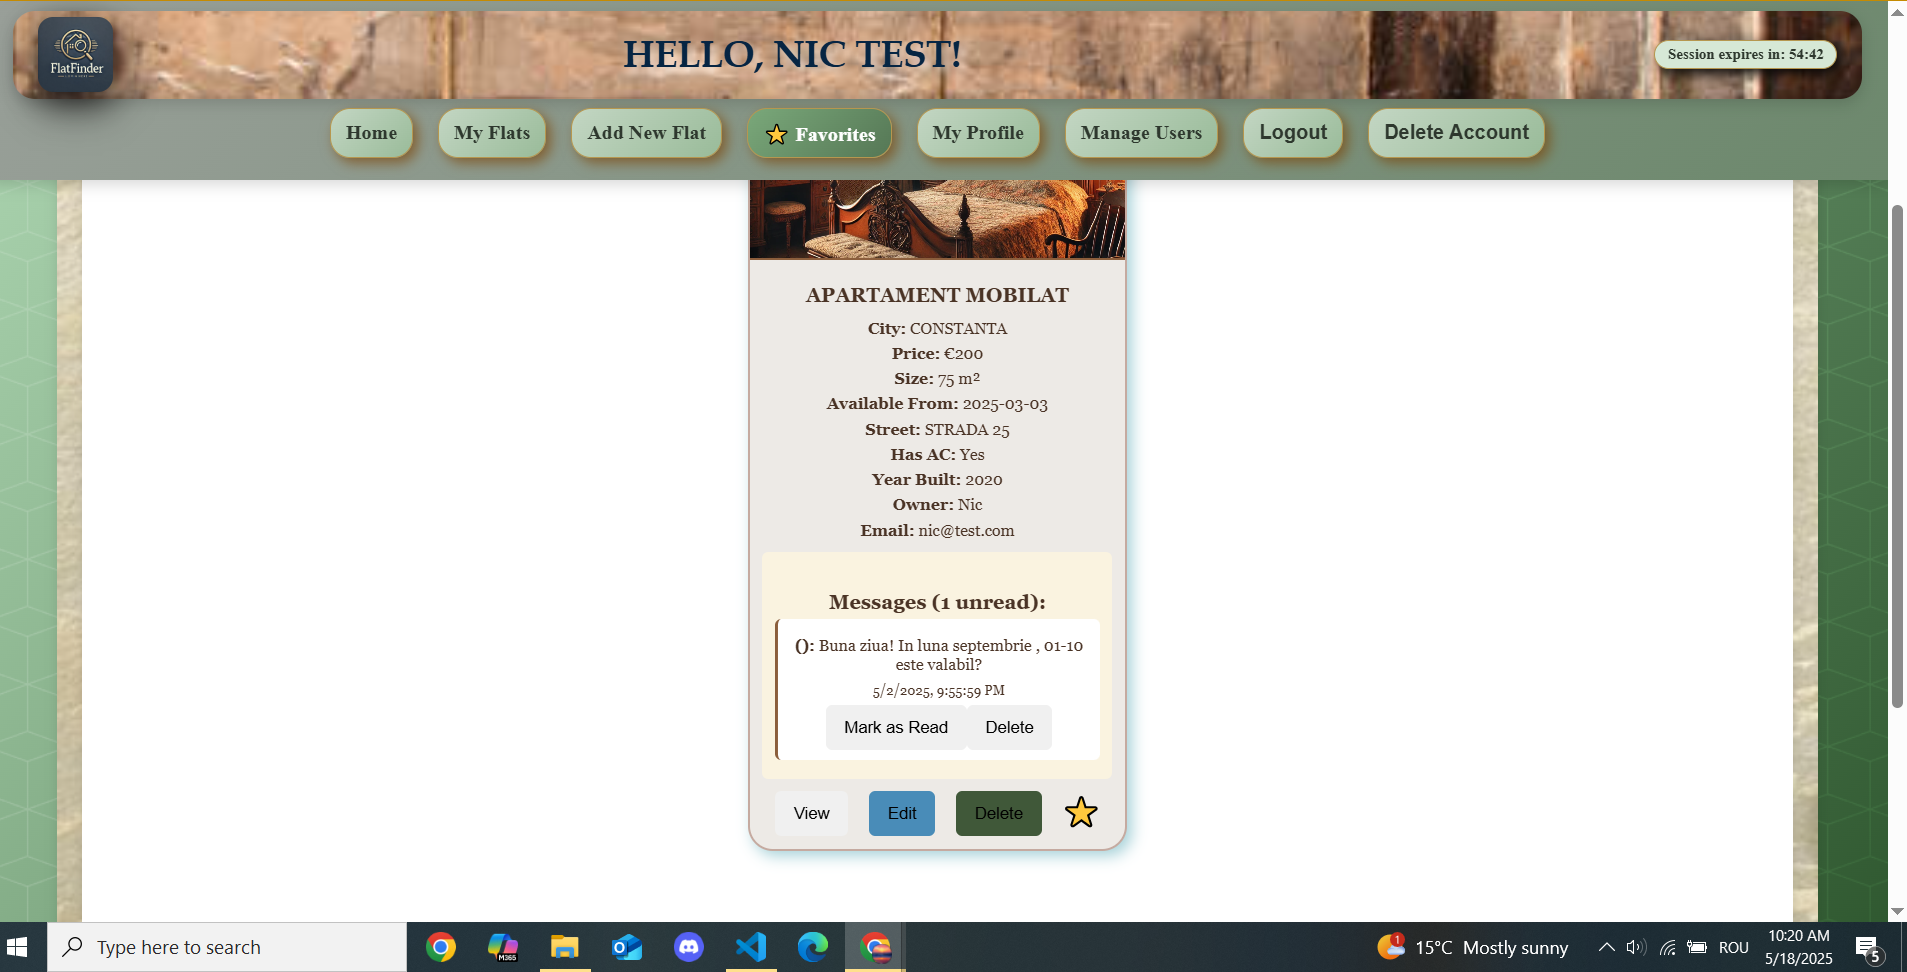 FlatFinder
HELLO, NIC TEST!
Session expires in: 54:42
Home
My Flats
Add New Flat
Favorites
My Profile
Manage Users
Logout
Delete Account
APARTAMENT MOBILAT
City: CONSTANTA
Price: €200
Size: 75 m²
Available From: 2025-03-03
Street: STRADA 25
Has AC: Yes
Year Built: 2020
Owner: Nic
Email: nic@test.com
Messages (1 unread):
(): Buna ziua! In luna septembrie , 01-10
este valabil?
5/2/2025, 9:55:59 PM
Mark as Read
Delete
View
Edit
Delete
Type here to search
M365
1
15°C Mostly sunny
ROU
10:20 AM
5/18/2025
5